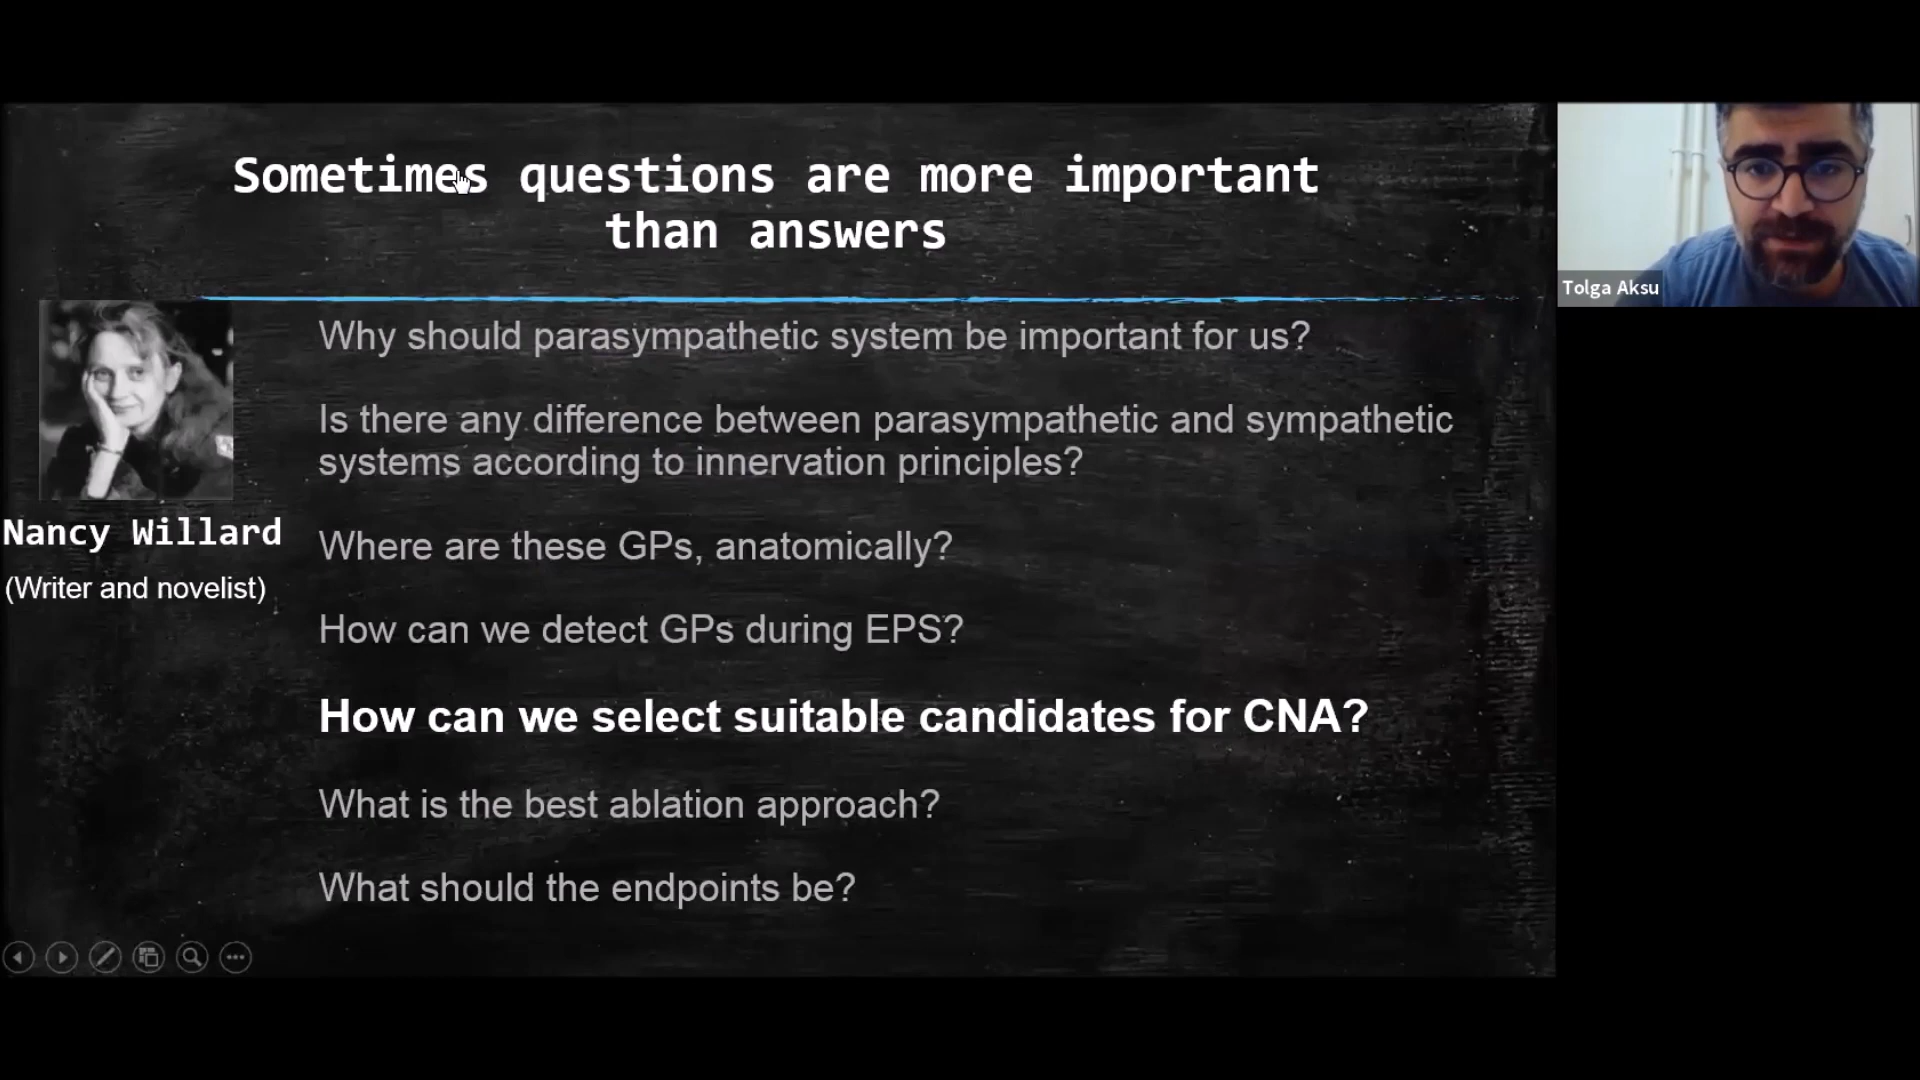 Sometimes questions are more important
than answers
Tolga Aksu
Why should parasympathetic system be important for us?
Is there any difference between parasympathetic and sympathetic
systems according to innervation principles?
Nancy Willard
(Writer and novelist)
Where are these GPs, anatomically?
How can we detect GPs during EPS?
How can we select suitable candidates for CNA?
What is the best ablation approach?
What should the endpoints be?